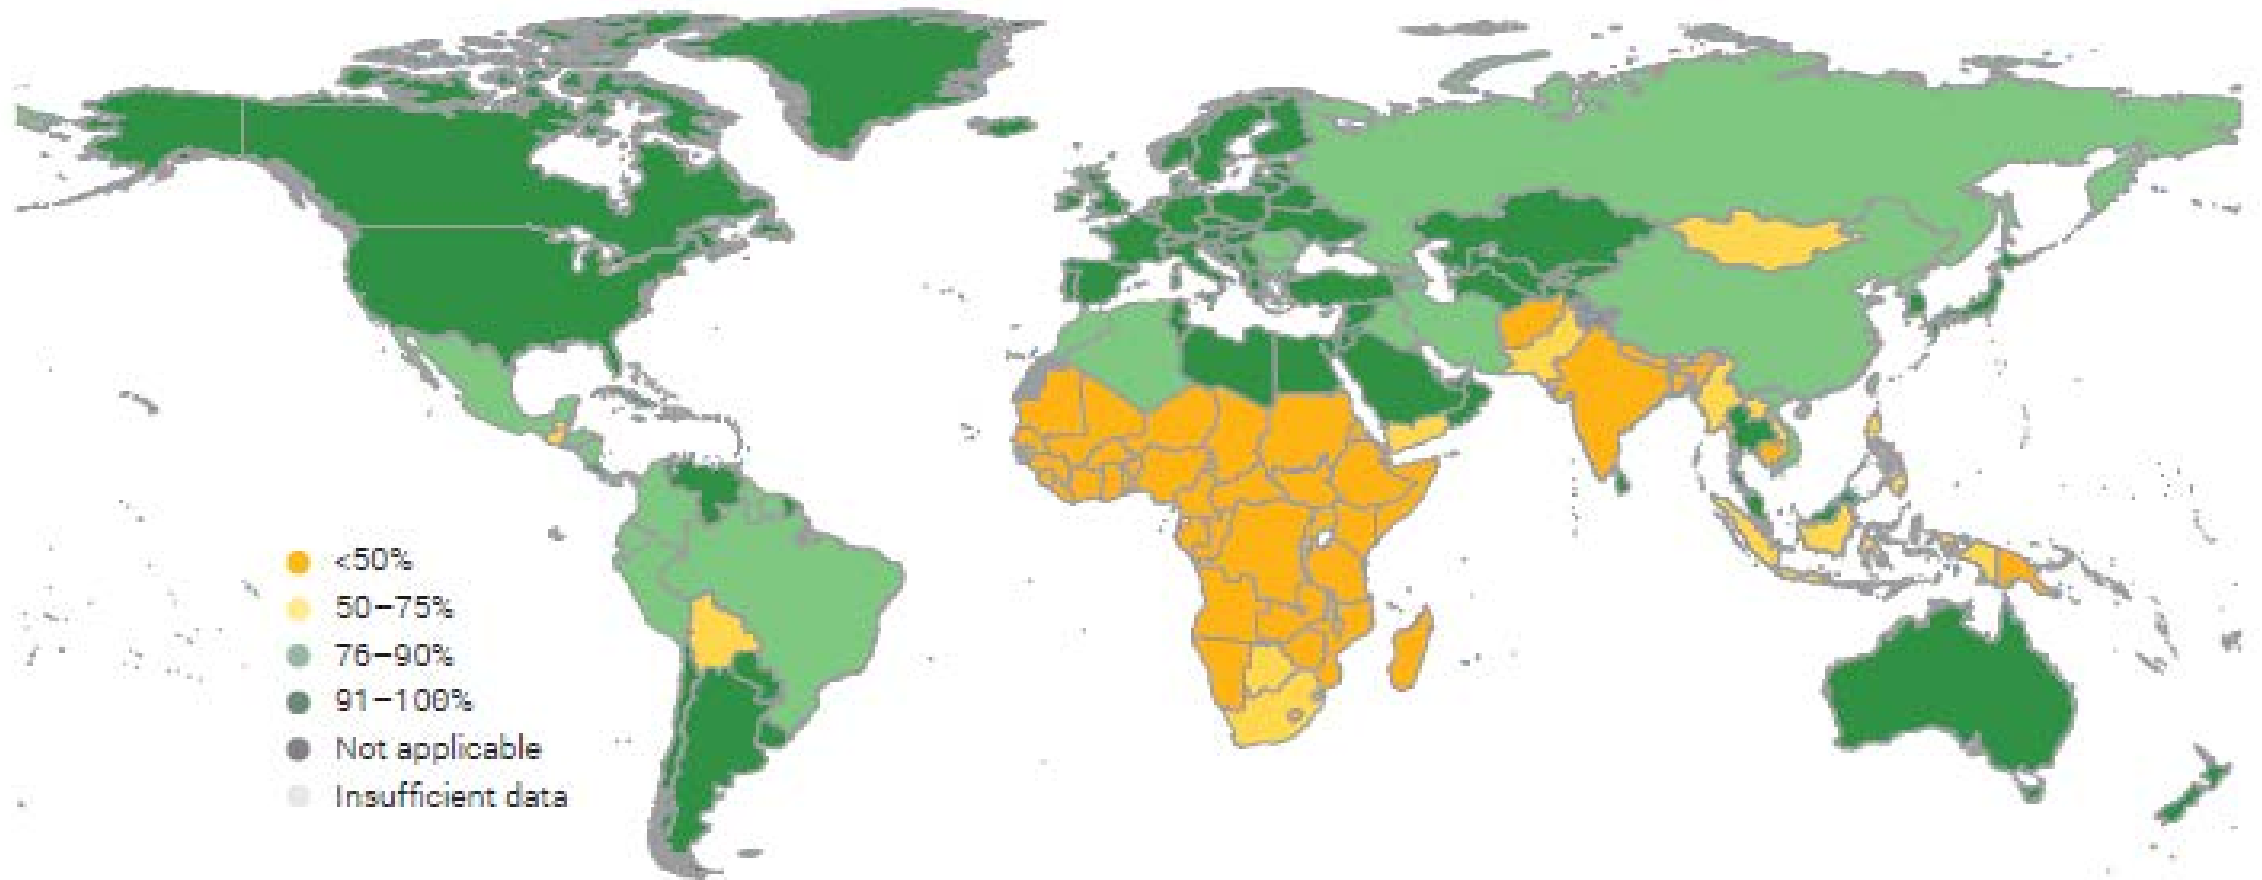 <50%
50–75%
76–90%
91–100%
Not applicable
Insufficient data